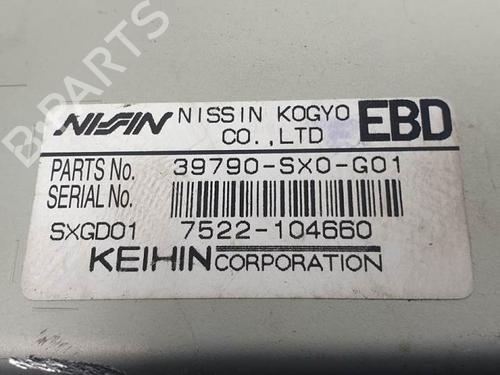 B-PARTS
NISSIN NISSIN KOGYO CO.,LTD EBD
PARTS No. 39790-SX0-G01
SERIAL No.
SXGD01 7522-104660
KEIHIN CORPORATION